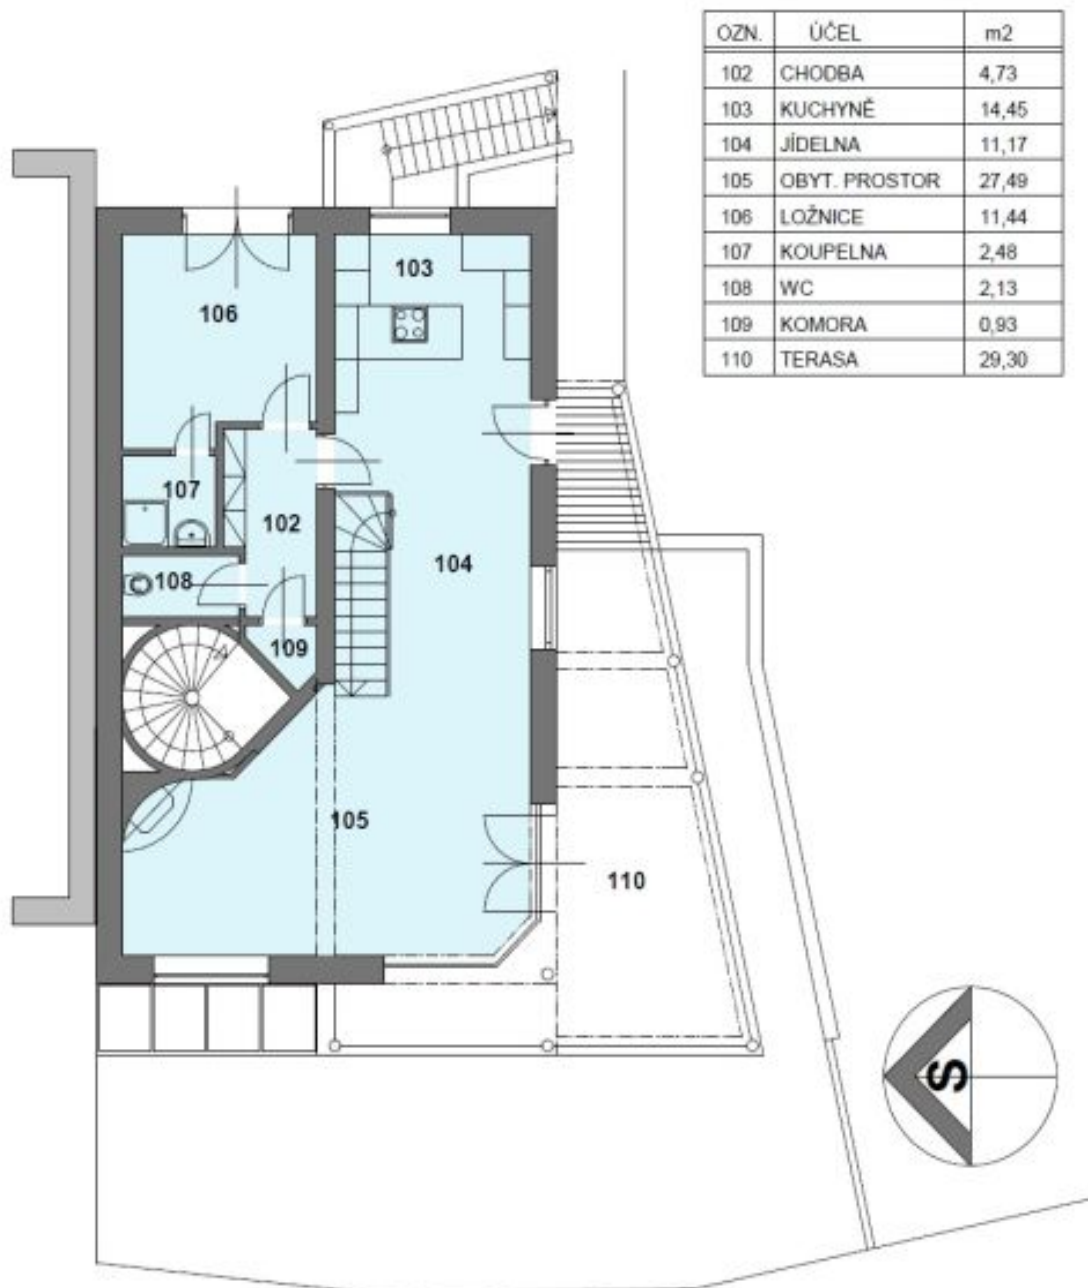 OZN. ÚČEL m2
102 CHODBA 4,73
103 KUCHYNĚ 14,45
104 JÍDELNA 11,17
105 OBYT. PROSTOR 27,49
106 LOŽNICE 11,44
107 KOUPELNA 2,48
108 WC 2,13
109 KOMORA 0,93
110 TERASA 29,30
103
106
107
102
104
108
109
105
110
S